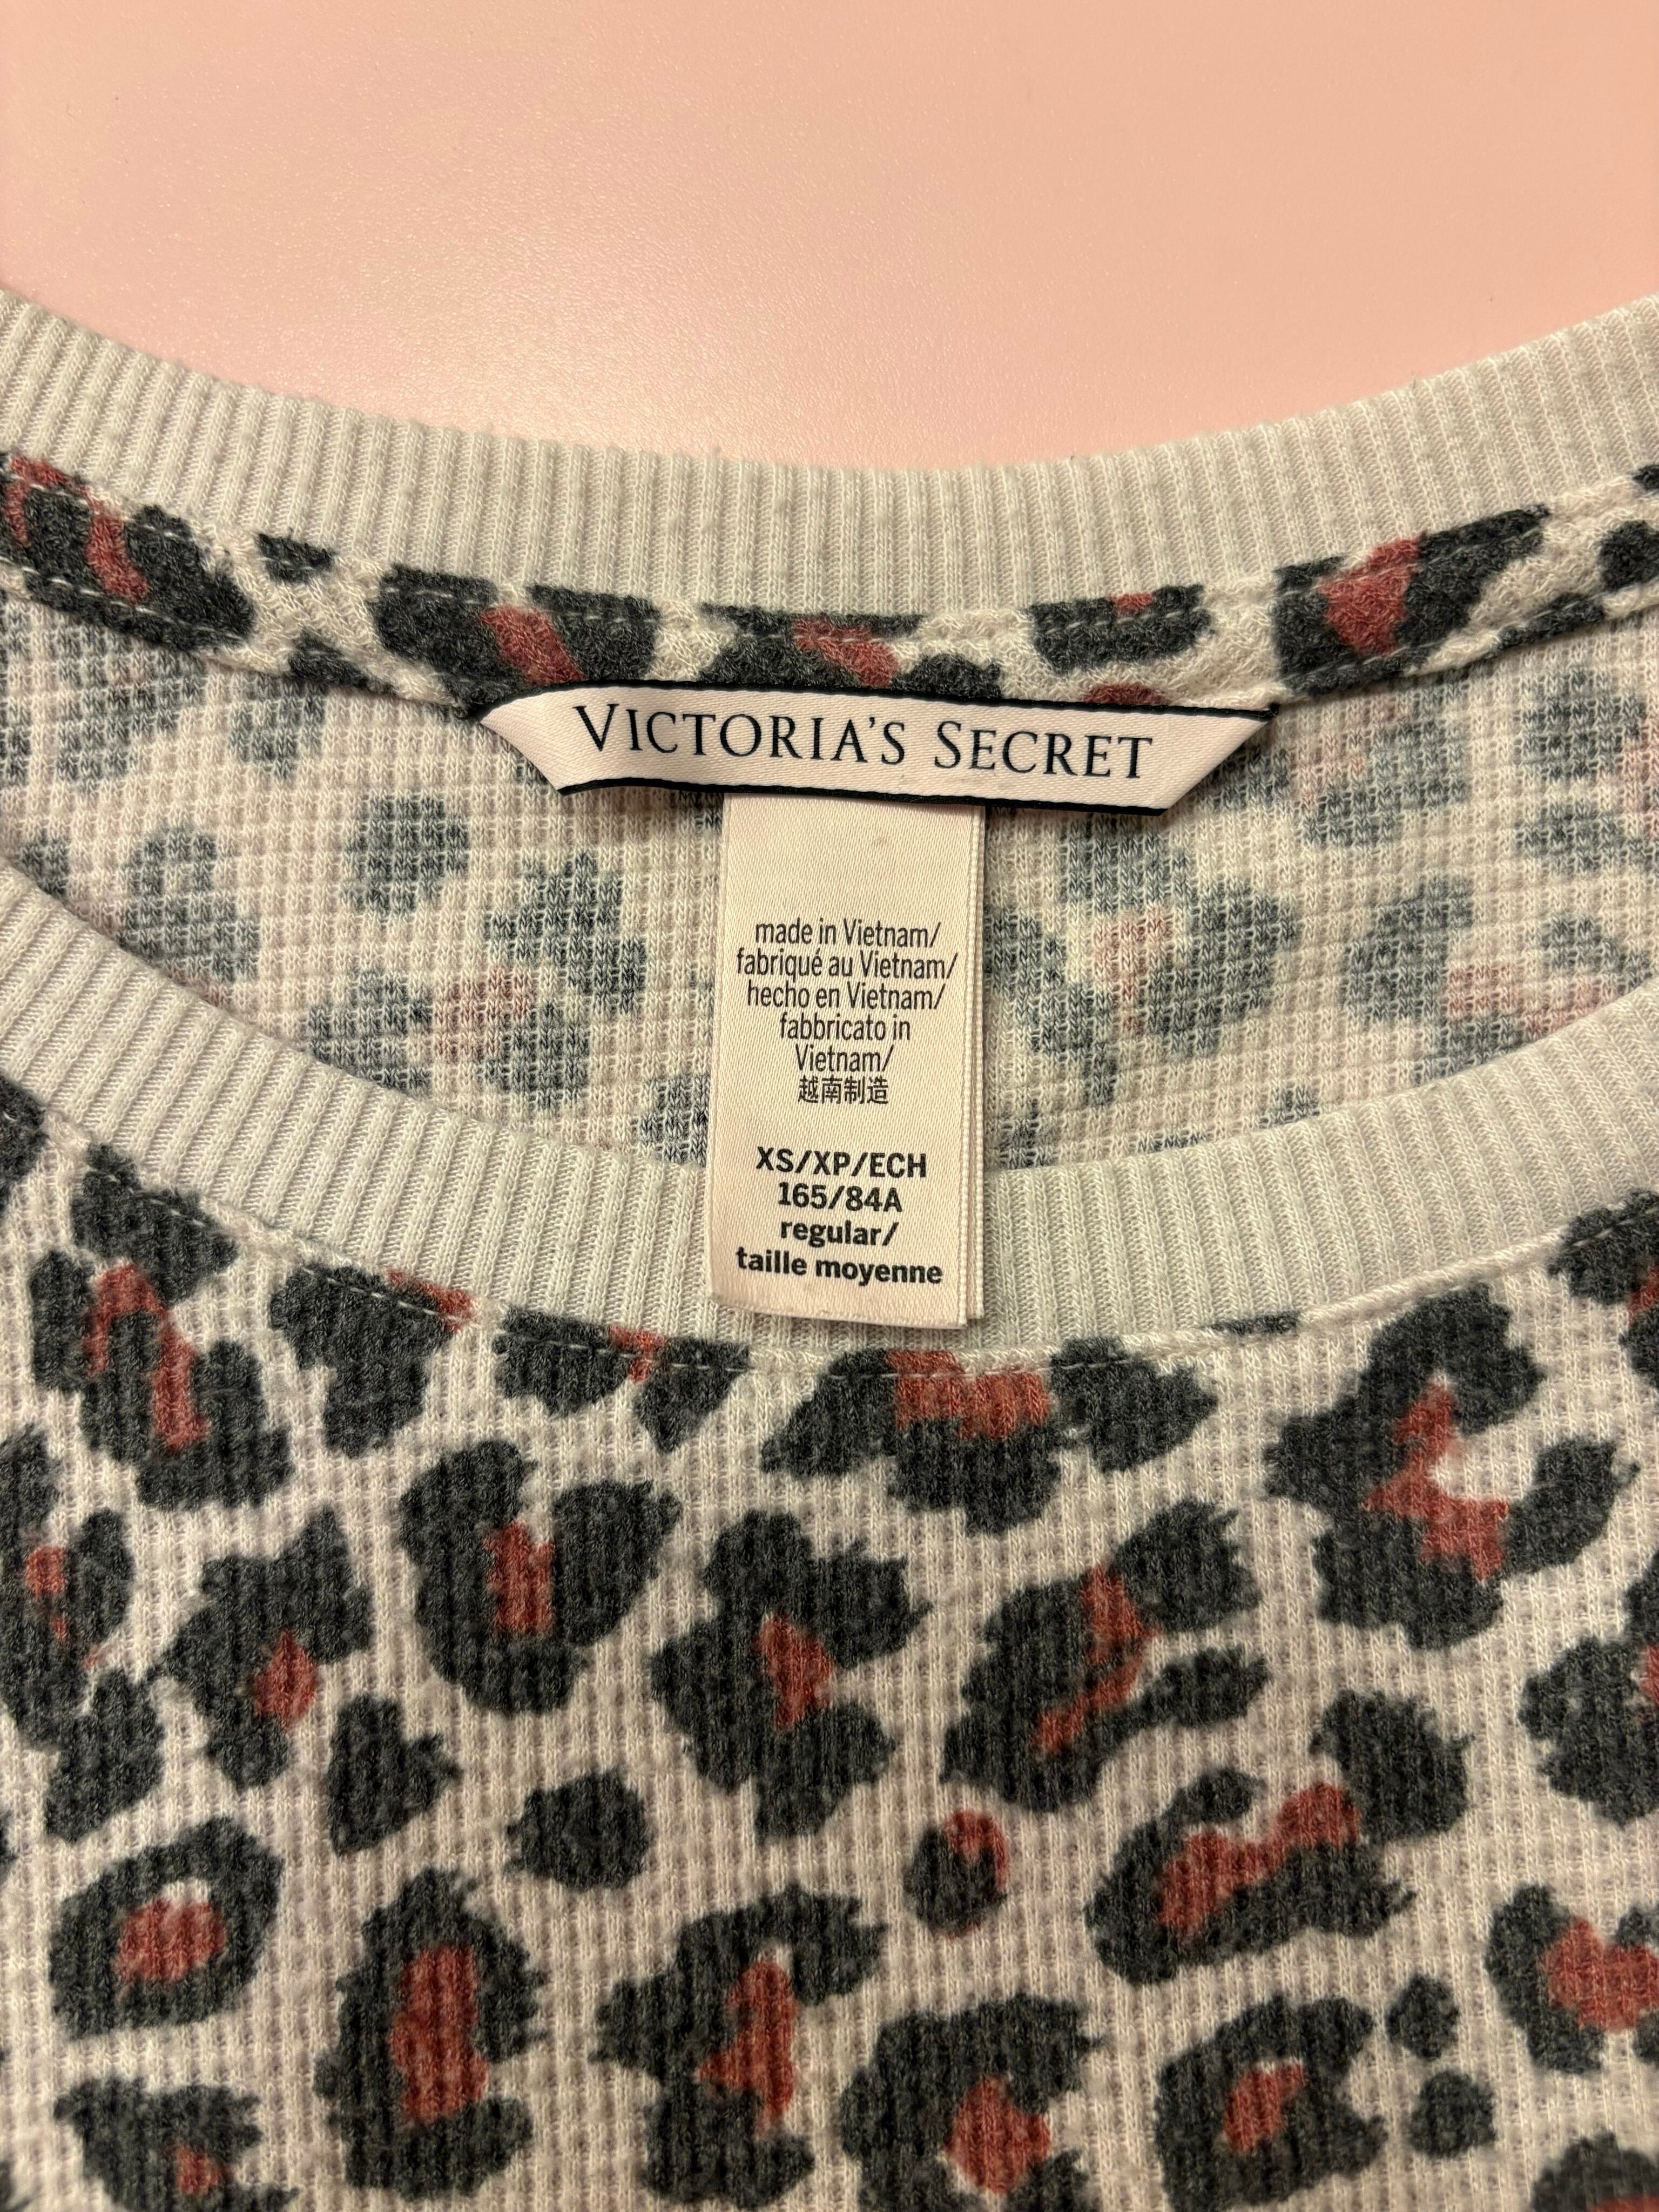 VICTORIA'S SECRET
made in Vietnam/
fabriqué au Vietnam/
hecho en Vietnam/
fabbricato in
Vietnam/
越南制造
XS/XP/ECH
165/84A
regular/
taille moyenne